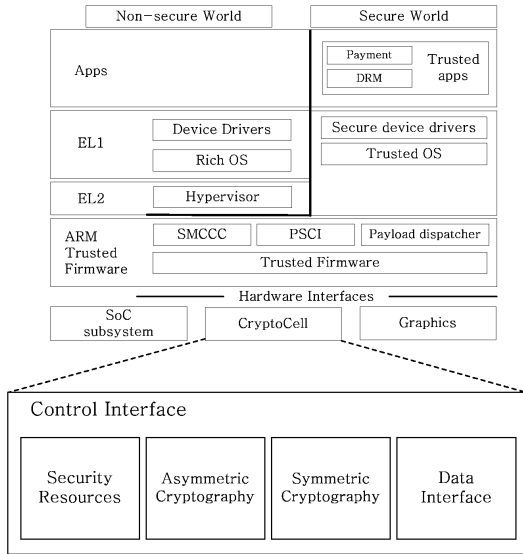 Non-secure World
Secure World
Apps
Payment
DRM
Trusted
apps
EL1
Device Drivers
Rich OS
Secure device drivers
Trusted OS
EL2
Hypervisor
ARM
Trusted
Firmware
SMCCC
PSCI
Payload dispatcher
Trusted Firmware
Hardware Interfaces
SoC
subsystem
CryptoCell
Graphics
Control Interface
Security
Resources
Asymmetric
Cryptography
Symmetric
Cryptography
Data
Interface